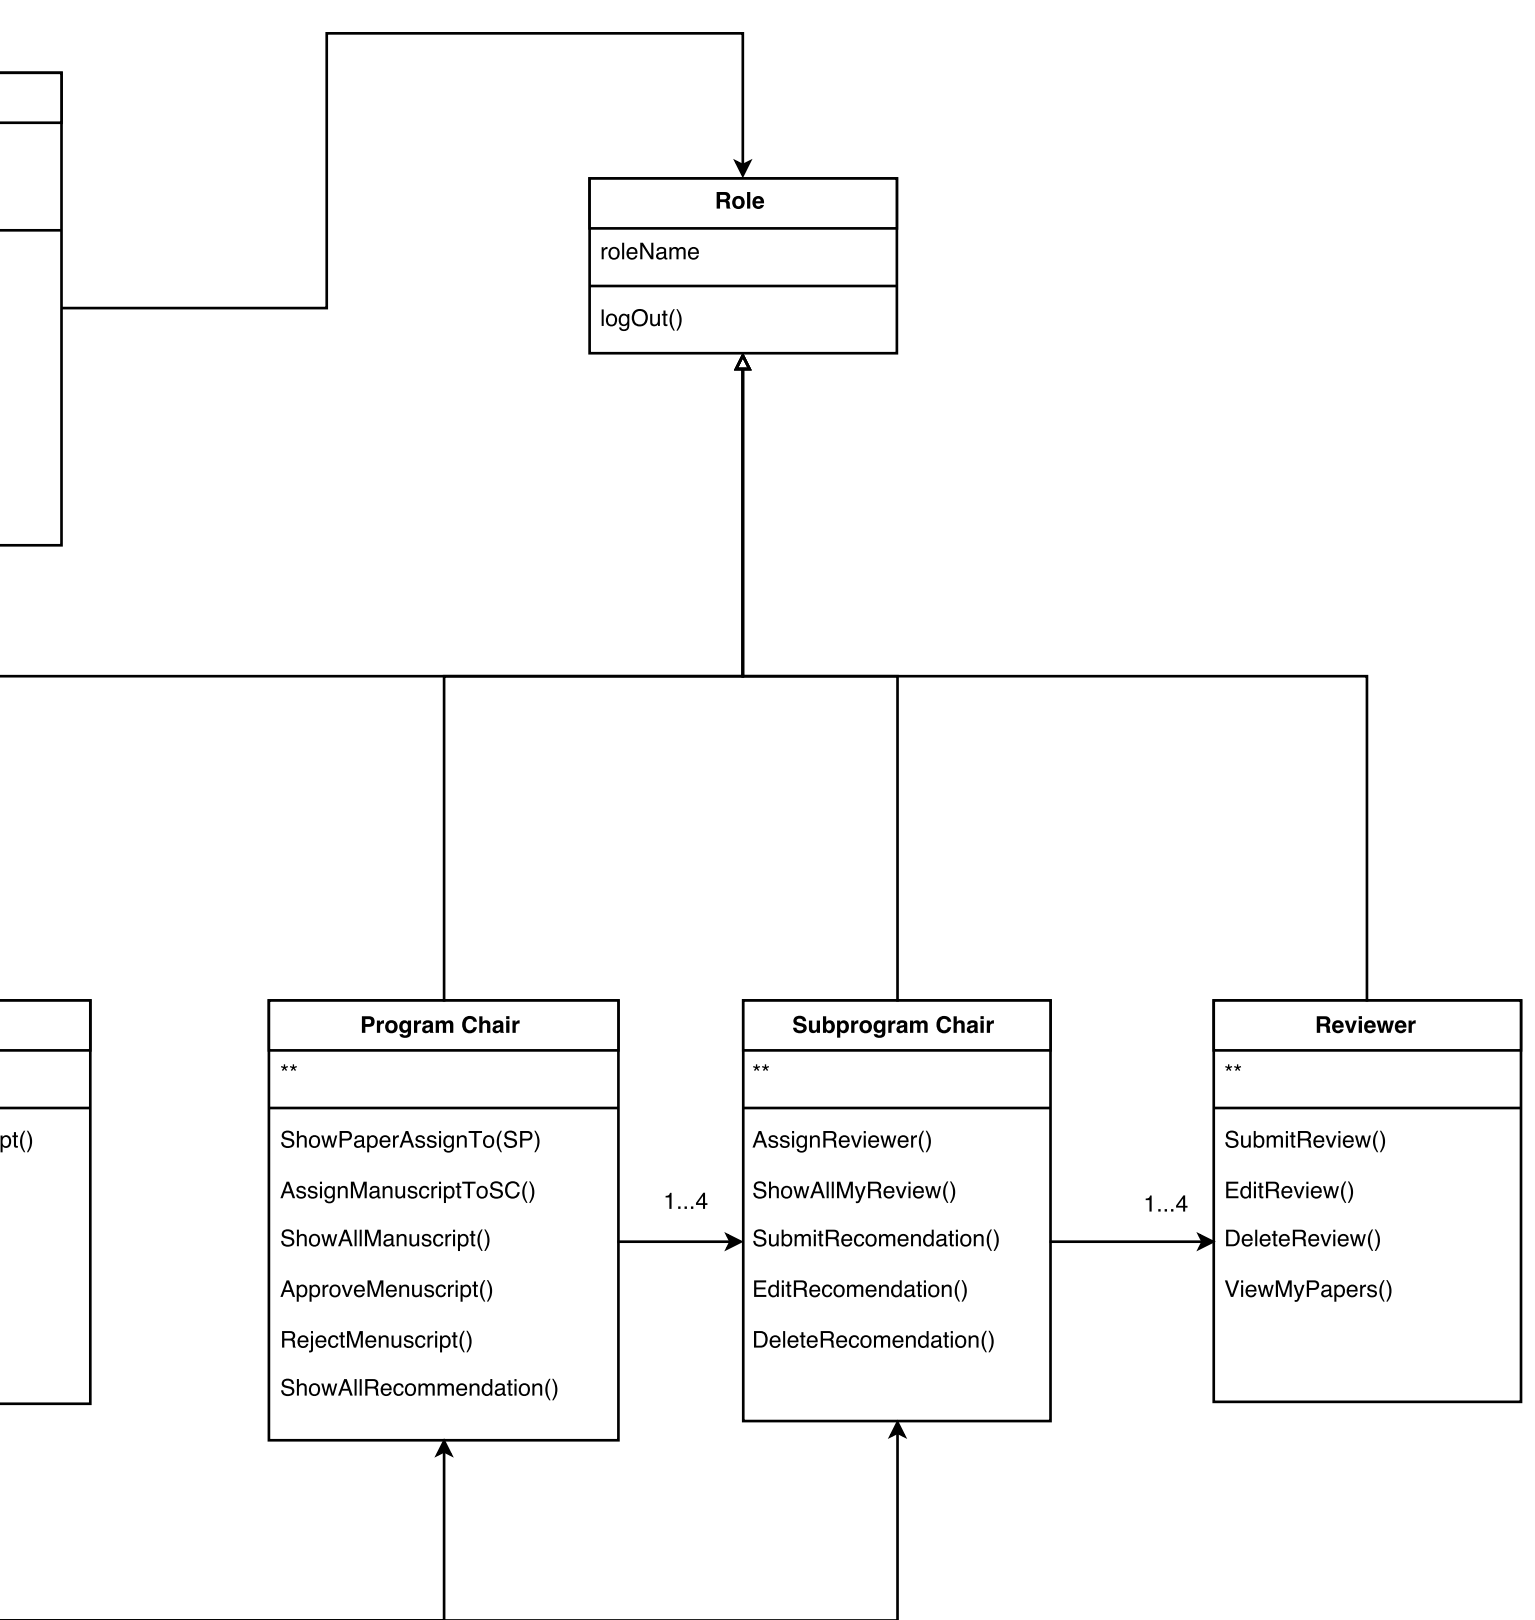 Role
roleName
logOut()
Program Chair
**
ShowPaperAssignTo(SP)
AssignManuscriptToSC()
ShowAllManuscript()
ApproveMenuscript()
RejectMenuscript()
ShowAllRecommendation()
1...4
Subprogram Chair
**
AssignReviewer()
ShowAllMyReview()
SubmitRecomendation()
EditRecomendation()
DeleteRecomendation()
1...4
Reviewer
**
SubmitReview()
EditReview()
DeleteReview()
ViewMyPapers()
pt()